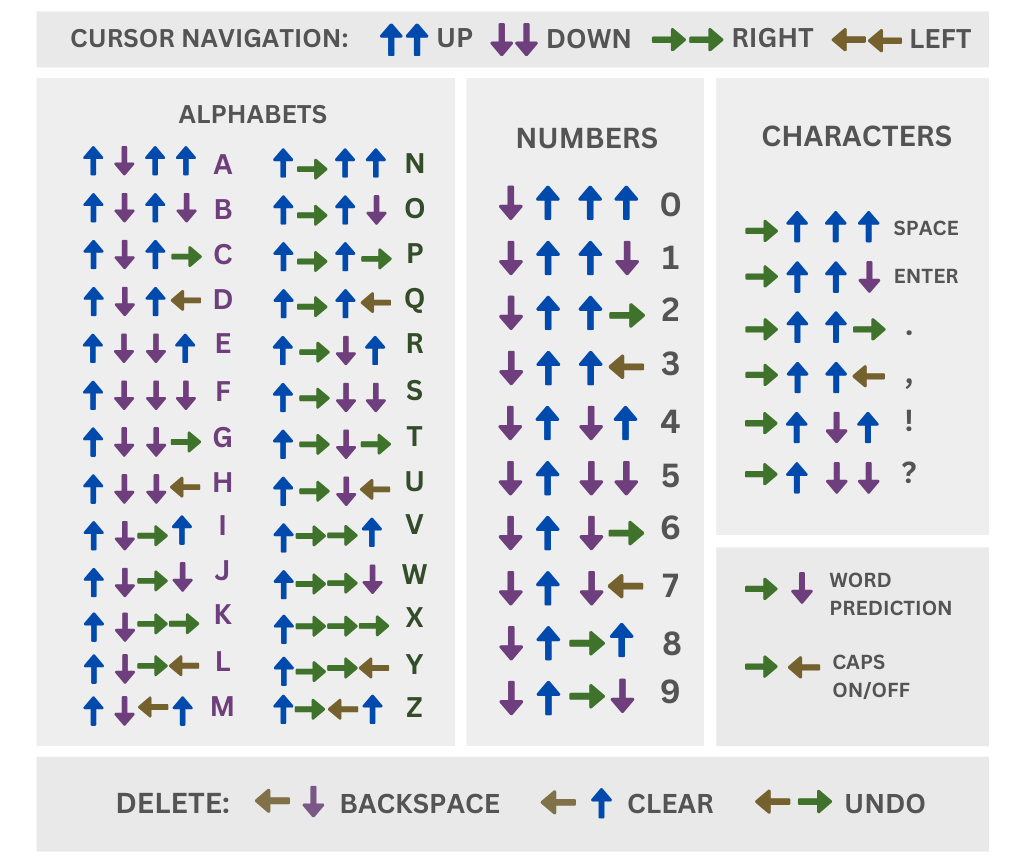 CURSOR NAVIGATION: ↑↑ UP ↓↓ DOWN →→ RIGHT ←← LEFT
ALPHABETS
↑ ↓ ↑ ↑ A
↑ ↓ ↑ ↓ B
↑ ↓ ↑ → C
↑ ↓ ↑ ← D
↑ ↓ ↓ ↑ E
↑ ↓ ↓ ↓ F
↑ ↓ ↓ → G
↑ ↓ ↓ ← H
↑ ↓ → ↑ I
↑ ↓ → ↓ J
↑ ↓ → → K
↑ ↓ → ← L
↑ ↓ ← ↑ M
↑ → ↑ ↑ N
↑ → ↑ ↓ O
↑ → ↑ → P
↑ → ↑ ← Q
↑ → ↓ ↑ R
↑ → ↓ ↓ S
↑ → ↓ → T
↑ → ↓ ← U
↑ → → ↑ V
↑ → → ↓ W
↑ → → → X
↑ → → ← Y
↑ → ← ↑ Z
NUMBERS
↓ ↑ ↑ ↑ 0
↓ ↑ ↑ ↓ 1
↓ ↑ ↑ → 2
↓ ↑ ↑ ← 3
↓ ↑ ↓ ↑ 4
↓ ↑ ↓ ↓ 5
↓ ↑ ↓ → 6
↓ ↑ ↓ ← 7
↓ ↑ → ↑ 8
↓ ↑ → ↓ 9
CHARACTERS
→ ↑ ↑ ↑ SPACE
→ ↑ ↑ ↓ ENTER
→ ↑ ↑ → .
→ ↑ ↑ ← ,
→ ↑ ↓ ↑ !
→ ↑ ↓ ↓ ?
→ ↓ WORD
PREDICTION
→ ← CAPS
ON/OFF
DELETE: ← ↓ BACKSPACE ← ↑ CLEAR ← → UNDO